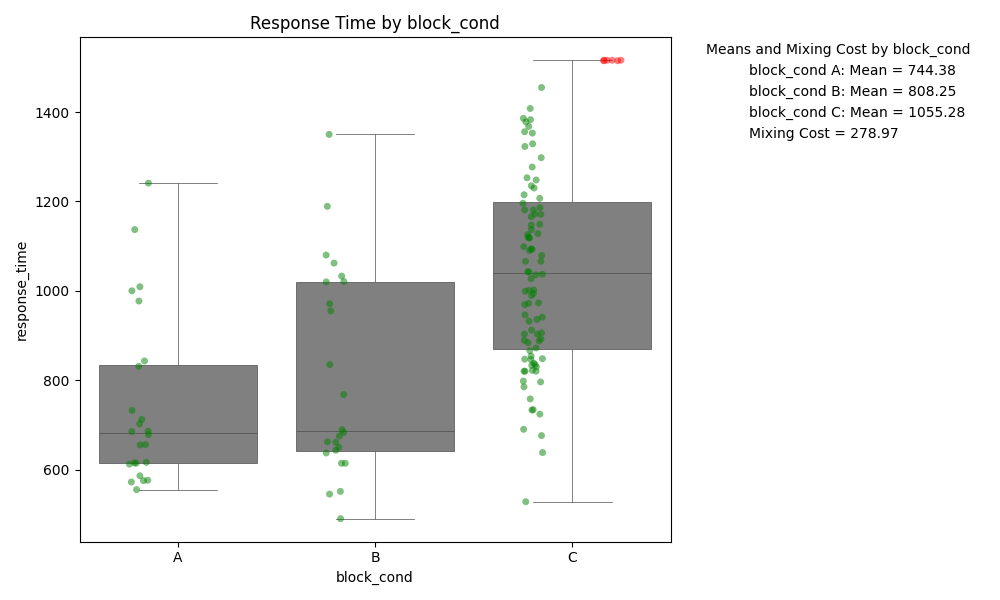 Response Time by block_cond
Means and Mixing Cost by block_cond
block_cond A: Mean = 744.38
block_cond B: Mean = 808.25
block_cond C: Mean = 1055.28
Mixing Cost = 278.97
response_time
1400
1200
1000
800
600
A
B
C
block_cond